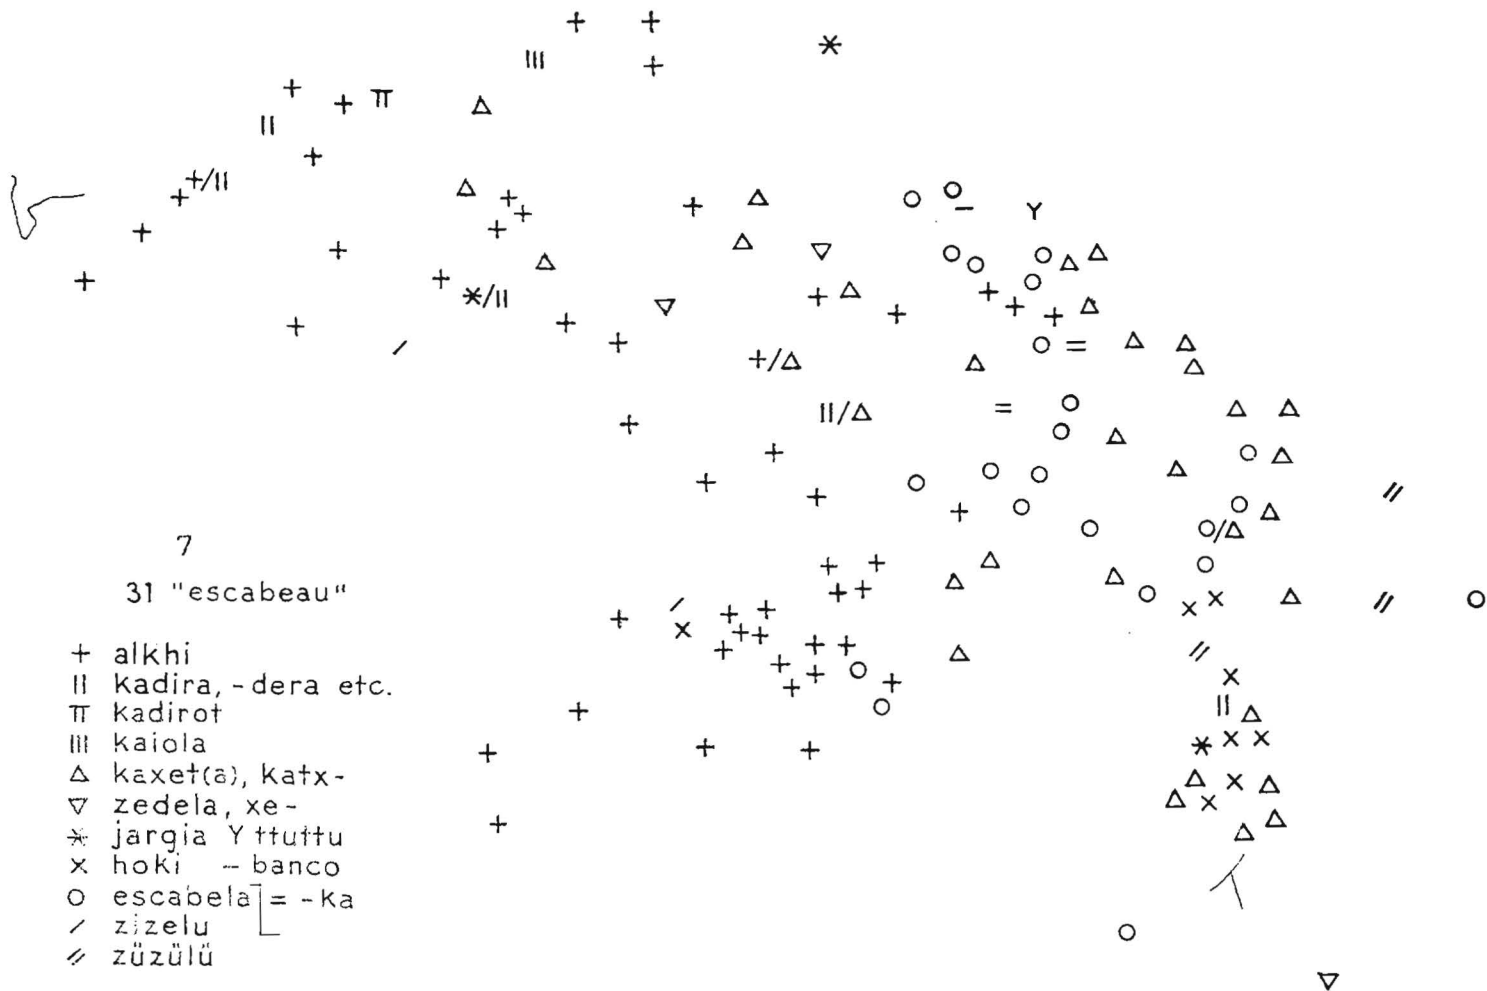 7
31 "escabeau"
+ alkhi
II kadira, -dera etc.
π kadirot
III kaiola
△ kaxet(a), katx-
▽ zedela, xe-
* jargia Y ttuttu
× hoki – banco
○ escabela = -ka
/ zizelu
// züzülü